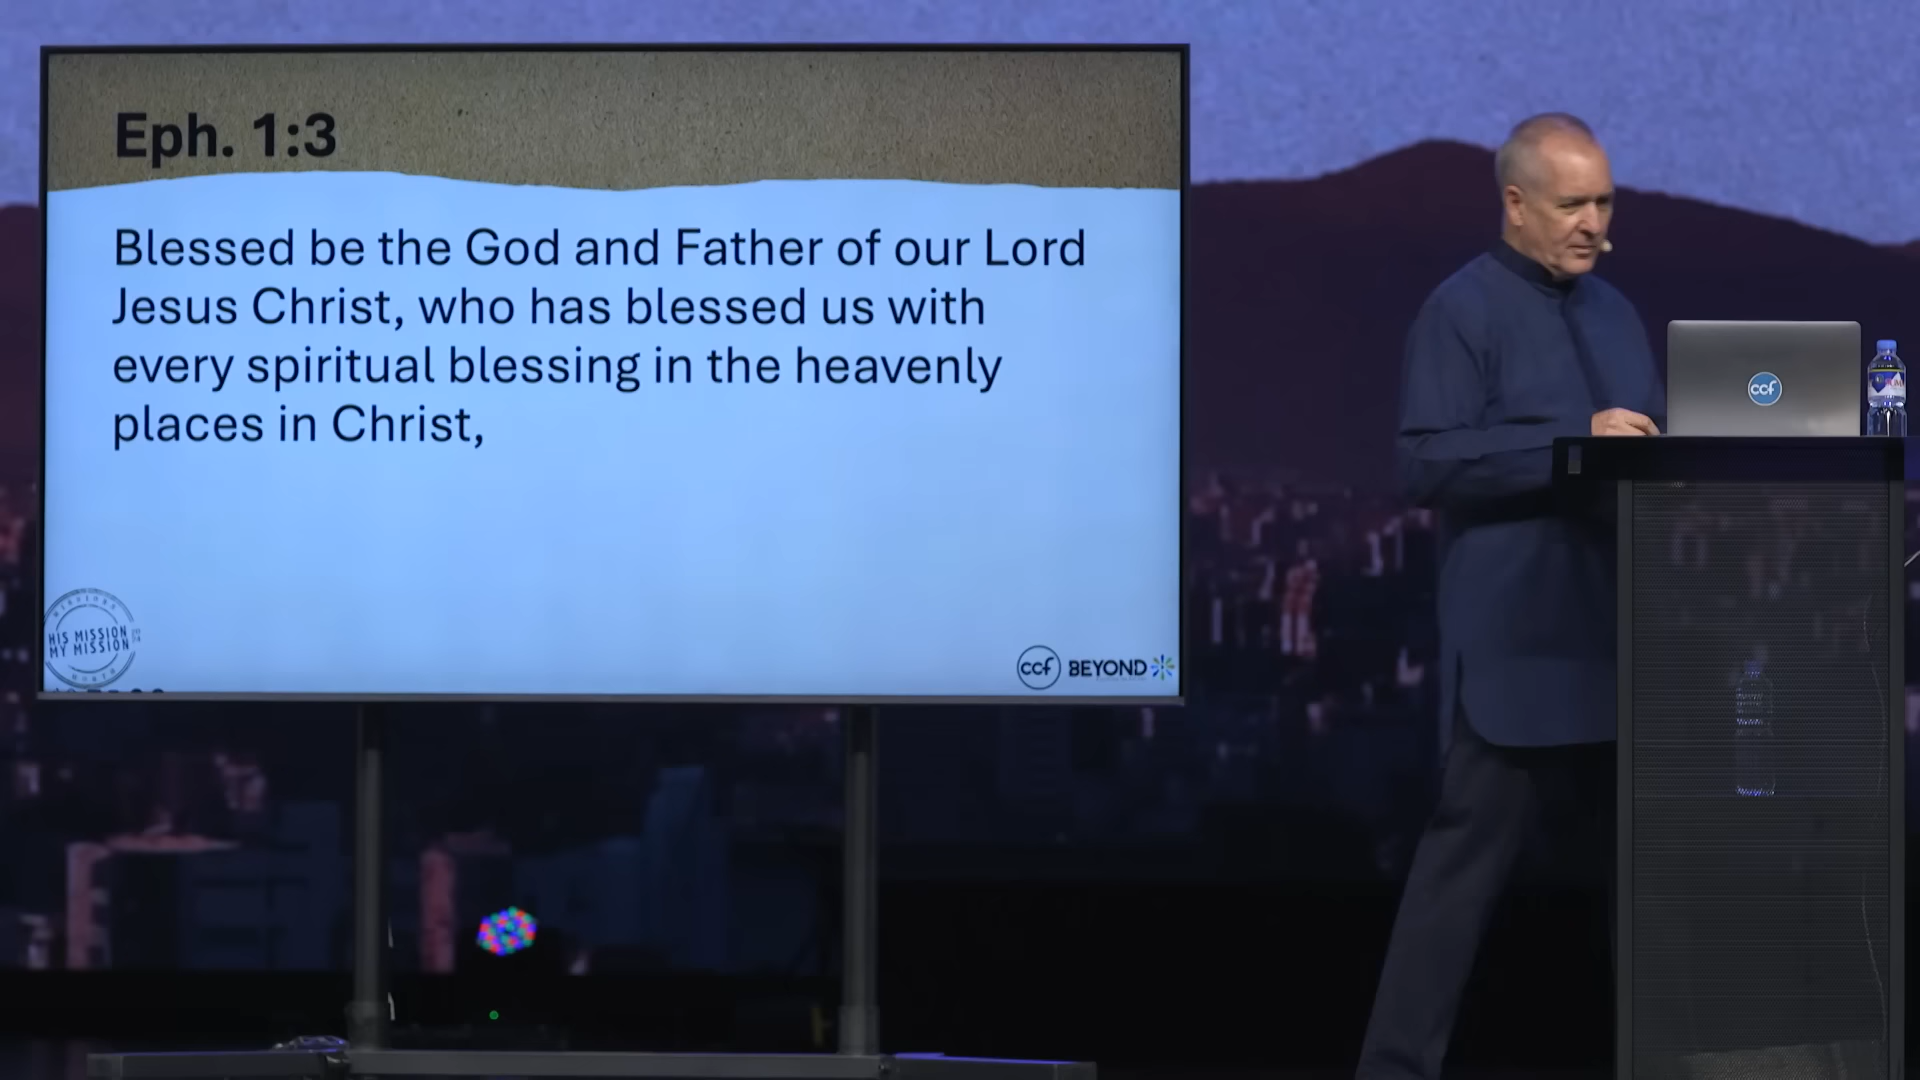 Eph. 1:3
Blessed be the God and Father of our Lord
Jesus Christ, who has blessed us with
every spiritual blessing in the heavenly
places in Christ,
HIS MISSION
MY MISSION
ccf BEYOND
ccf